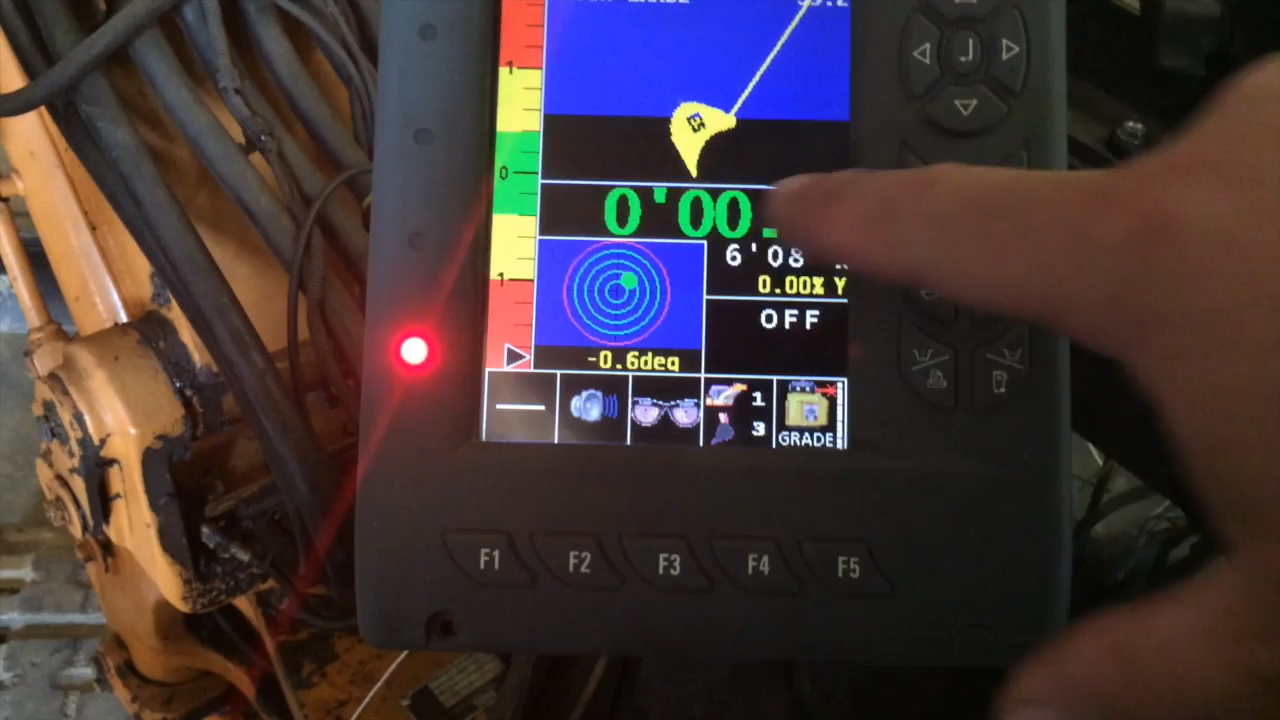 1
0
1
0'00.
6'08
0.00% Y
OFF
-0.6deg
1
3
GRADE
F1
F2
F3
F4
F5